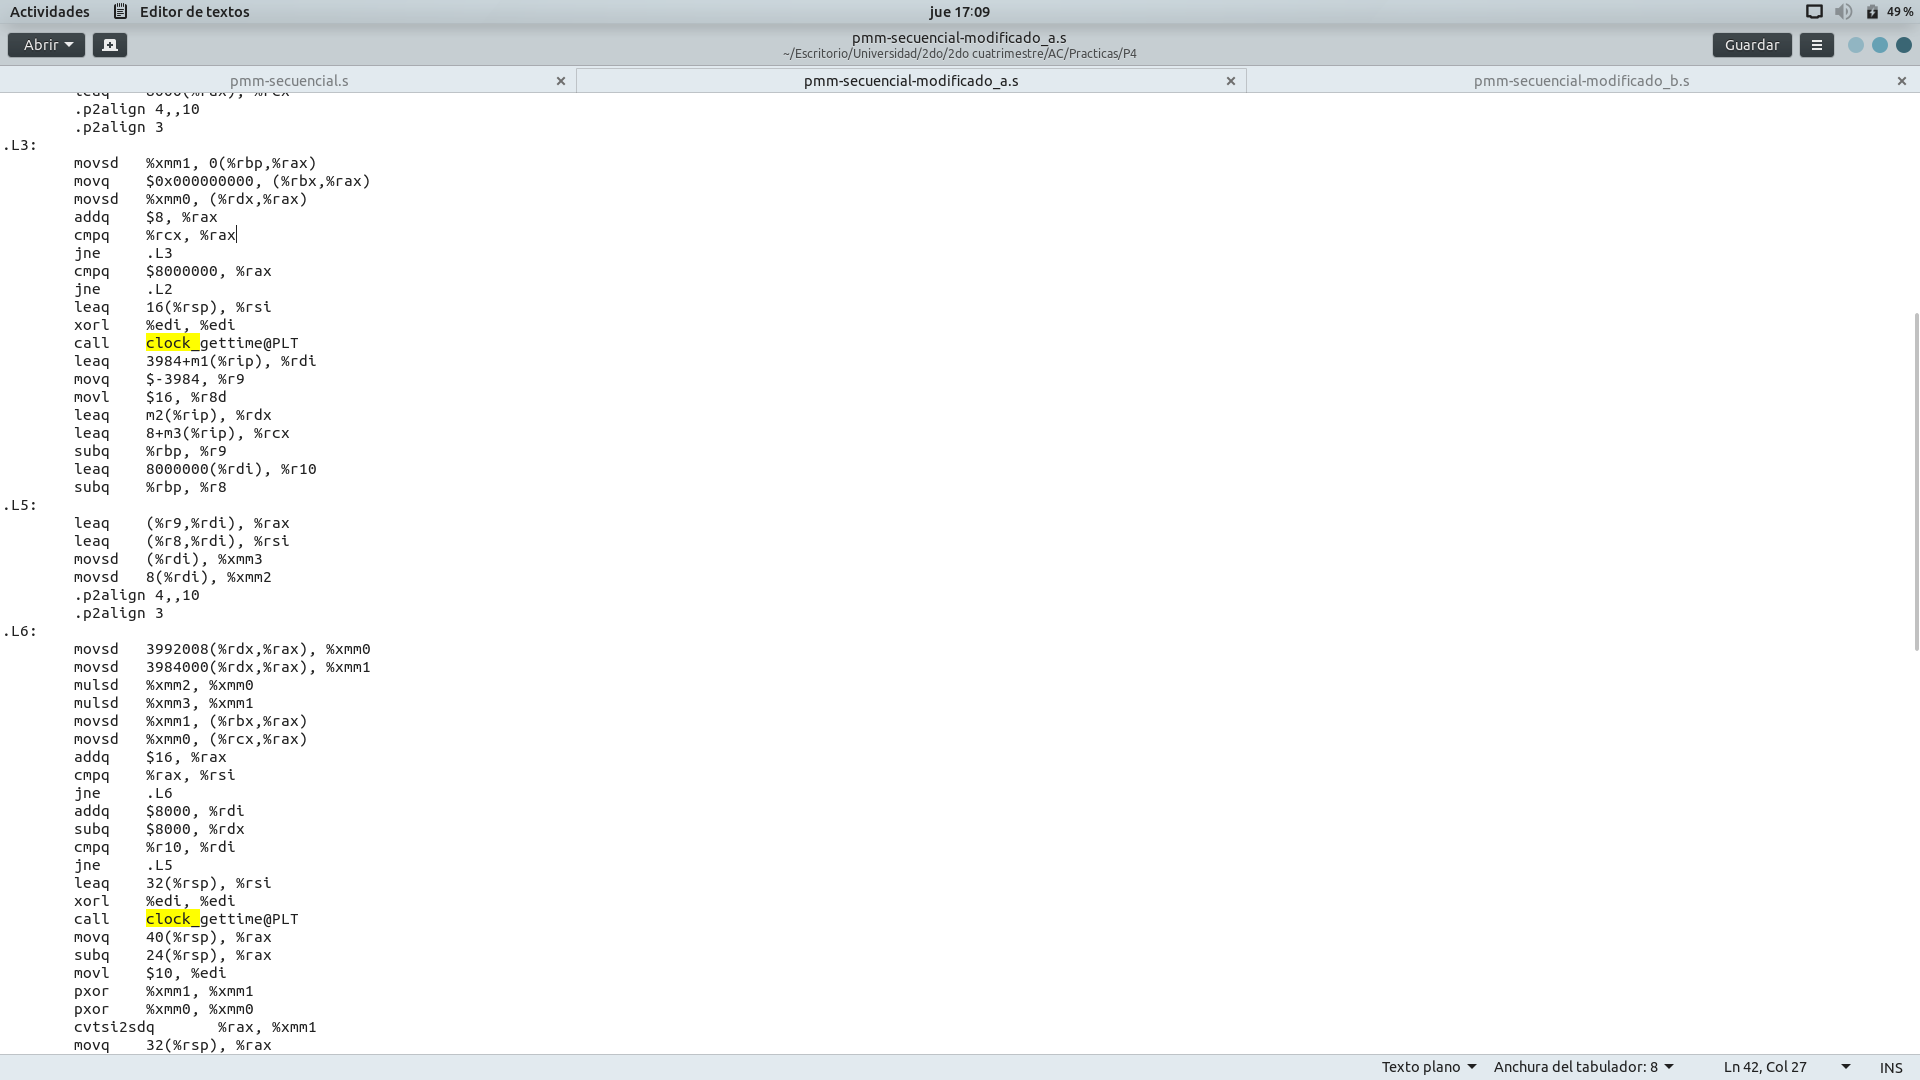 Actividades Editor de textos jue 17:09 49 %
Abrir pmm-secuencial-modificado_a.s Guardar
~/Escritorio/Universidad/2do/2do cuatrimestre/AC/Practicas/P4
pmm-secuencial.s pmm-secuencial-modificado_a.s pmm-secuencial-modificado_b.s
.p2align 4,,10
.p2align 3
.L3:
movsd %xmm1, 0(%rbp,%rax)
movq $0x000000000, (%rbx,%rax)
movsd %xmm0, (%rdx,%rax)
addq $8, %rax
cmpq %rcx, %rax
jne .L3
cmpq $8000000, %rax
jne .L2
leaq 16(%rsp), %rsi
xorl %edi, %edi
call clock_gettime@PLT
leaq 3984+m1(%rip), %rdi
movq $-3984, %r9
movl $16, %r8d
leaq m2(%rip), %rdx
leaq 8+m3(%rip), %rcx
subq %rbp, %r9
leaq 8000000(%rdi), %r10
subq %rbp, %r8
.L5:
leaq (%r9,%rdi), %rax
leaq (%r8,%rdi), %rsi
movsd (%rdi), %xmm3
movsd 8(%rdi), %xmm2
.p2align 4,,10
.p2align 3
.L6:
movsd 3992008(%rdx,%rax), %xmm0
movsd 3984000(%rdx,%rax), %xmm1
mulsd %xmm2, %xmm0
mulsd %xmm3, %xmm1
movsd %xmm1, (%rbx,%rax)
movsd %xmm0, (%rcx,%rax)
addq $16, %rax
cmpq %rax, %rsi
jne .L6
addq $8000, %rdi
subq $8000, %rdx
cmpq %r10, %rdi
jne .L5
leaq 32(%rsp), %rsi
xorl %edi, %edi
call clock_gettime@PLT
movq 40(%rsp), %rax
subq 24(%rsp), %rax
movl $10, %edi
pxor %xmm1, %xmm1
pxor %xmm0, %xmm0
cvtsi2sdq %rax, %xmm1
movq 32(%rsp), %rax
Texto plano Anchura del tabulador: 8 Ln 42, Col 27 INS